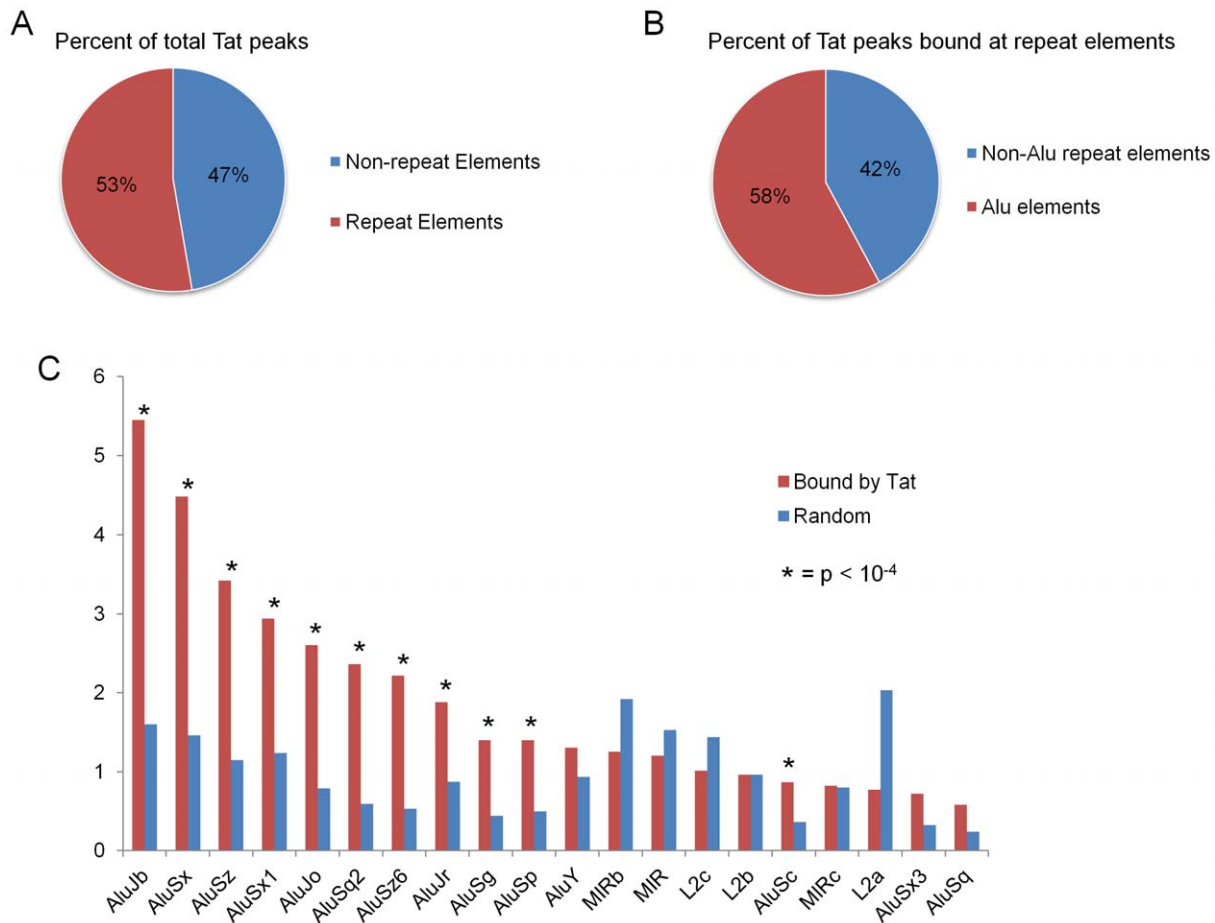 A
Percent of total Tat peaks
53%
47%
Non-repeat Elements
Repeat Elements
B
Percent of Tat peaks bound at repeat elements
58%
42%
Non-Alu repeat elements
Alu elements
C
6
5
4
3
2
1
0
* * * * * * * * * * *
Bound by Tat
Random
* = p < 10⁻⁴
AluJb AluSx AluSz AluSx1 AluJo AluSq2 AluSz6 AluJr AluSg AluSp AluY MIRb MIR L2c L2b AluSc MIRc L2a AluSx3 AluSq